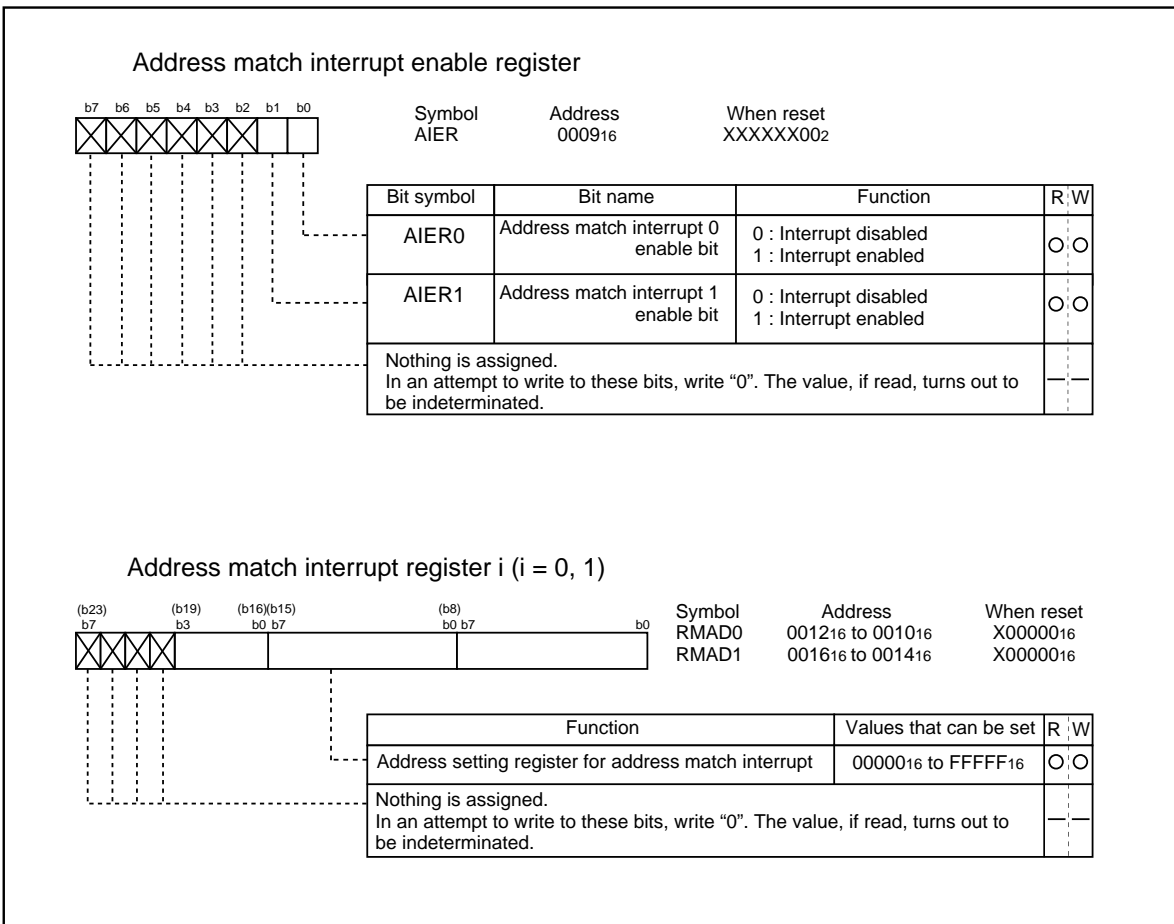 Address match interrupt enable register
b7 b6 b5 b4 b3 b2 b1 b0
Symbol Address When reset
AIER 000916 XXXXXX002
Bit symbol Bit name Function R W
AIER0 Address match interrupt 0 enable bit 0 : Interrupt disabled 1 : Interrupt enabled
AIER1 Address match interrupt 1 enable bit 0 : Interrupt disabled 1 : Interrupt enabled
Nothing is assigned.
In an attempt to write to these bits, write “0”. The value, if read, turns out to
be indeterminated.
Address match interrupt register i (i = 0, 1)
(b23) (b19) (b16)(b15) (b8)
b7 b3 b0 b7 b0 b7 b0
Symbol Address When reset
RMAD0 001216 to 001016 X0000016
RMAD1 001616 to 001416 X0000016
Function Values that can be set R W
Address setting register for address match interrupt 0000016 to FFFFF16
Nothing is assigned.
In an attempt to write to these bits, write “0”. The value, if read, turns out to
be indeterminated.